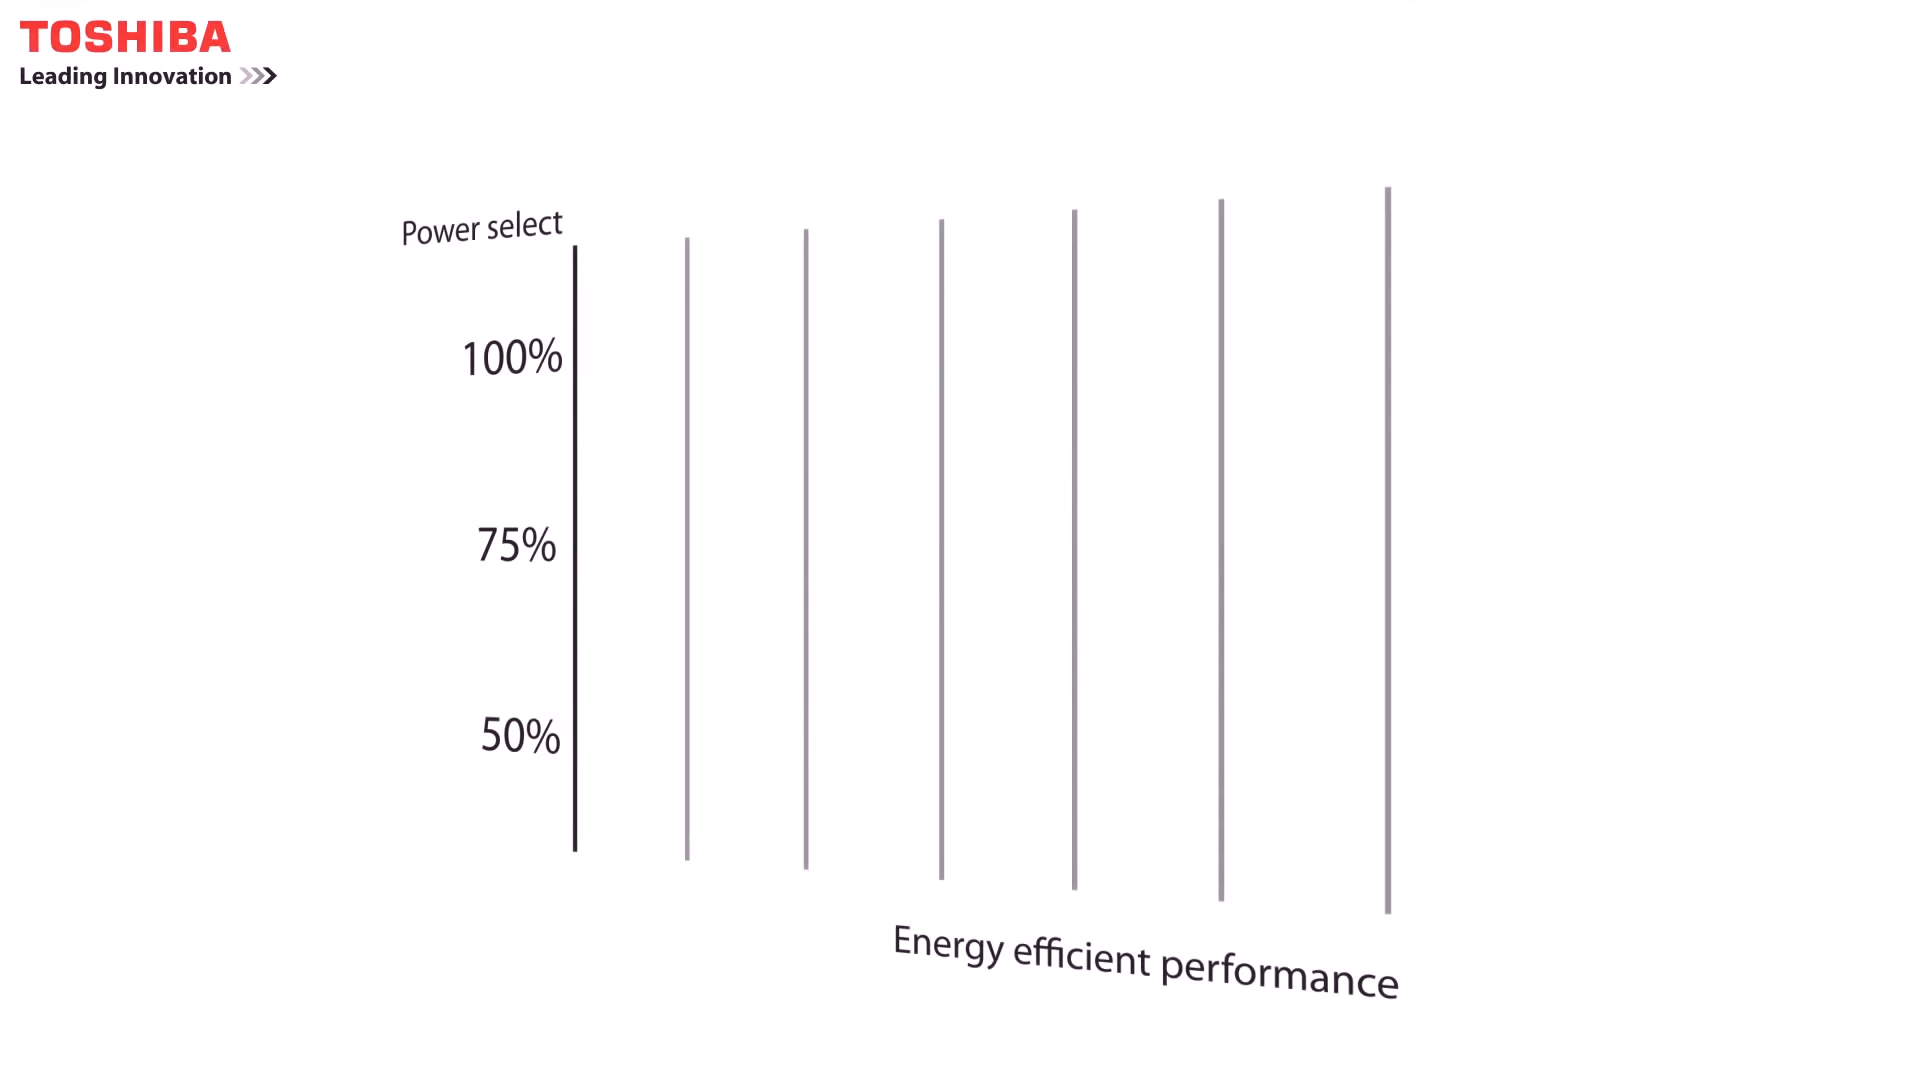 TOSHIBA
Leading Innovation
Power select
100%
75%
50%
Energy efficient performance